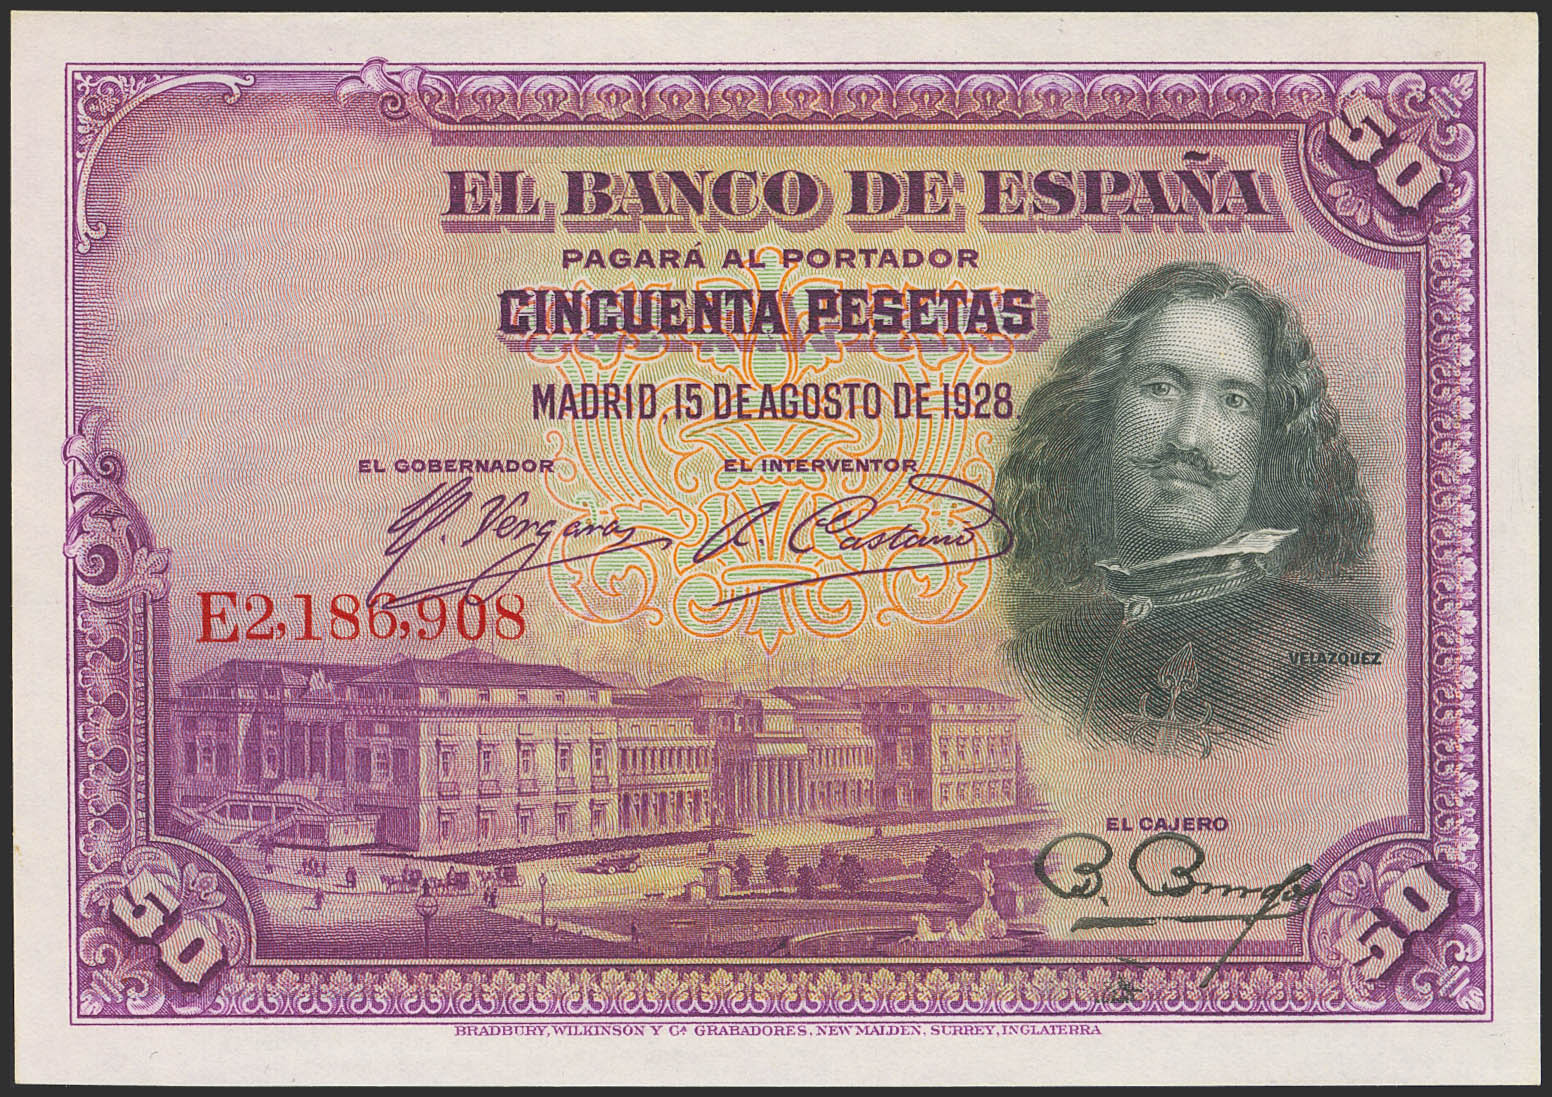 50
EL BANCO DE ESPAÑA
PAGARÁ AL PORTADOR
CINCUENTA PESETAS
MADRID, 15 DE AGOSTO DE 1928.
EL GOBERNADOR EL INTERVENTOR
E2,186,908
VELAZQUEZ
EL CAJERO
50
50
BRADBURY, WILKINSON Y Cª GRABADORES, NEW MALDEN, SURREY, INGLATERRA